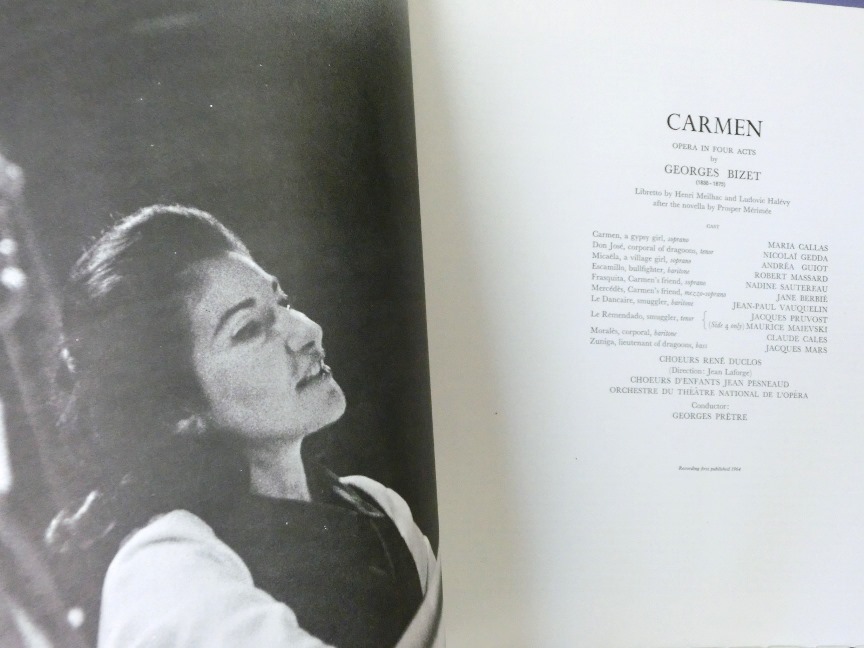 CARMEN
OPERA IN FOUR ACTS
by
GEORGES BIZET
(1838–1875)
Libretto by Henri Meilhac and Ludovic Halévy
after the novella by Prosper Mérimée
CAST
Carmen, a gypsy girl, soprano MARIA CALLAS
Don José, corporal of dragoons, tenor NICOLAÏ GEDDA
Micaëla, a village girl, soprano ANDRÉA GUIOT
Escamillo, bullfighter, baritone ROBERT MASSARD
Frasquita, Carmen's friend, soprano NADINE SAUTEREAU
Mercédès, Carmen's friend, mezzo-soprano JANE BERBIÉ
Le Dancaire, smuggler, baritone JEAN-PAUL VAUQUELIN
Le Remendado, smuggler, tenor { JACQUES PRUVOST
(Side 4 only) MAURICE MAIEVSKI
Moralès, corporal, baritone CLAUDE CALÈS
Zuniga, lieutenant of dragoons, bass JACQUES MARS
CHOEURS RENÉ DUCLOS
(Direction: Jean Laforge)
CHOEURS D'ENFANTS JEAN PESNEAUD
ORCHESTRE DU THÉÂTRE NATIONAL DE L'OPÉRA
Conductor:
GEORGES PRÊTRE
Recording first published 1964